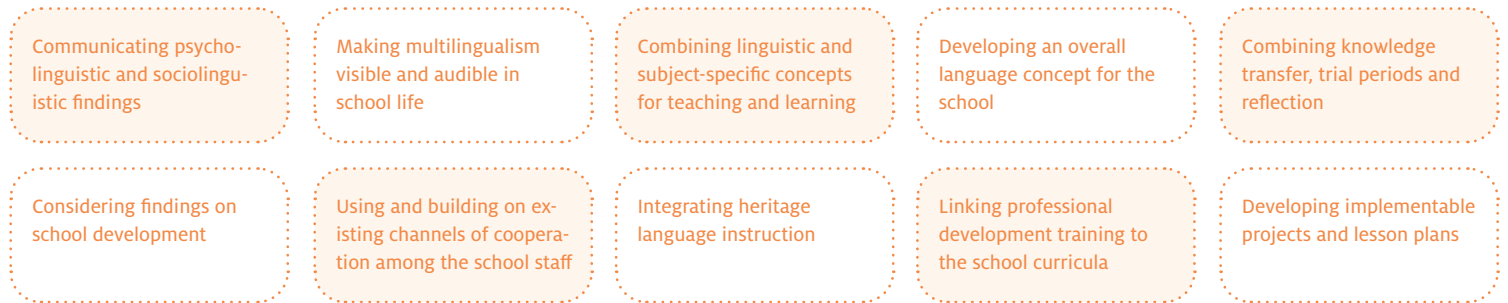 Communicating psycho-
linguistic and sociolingu-
istic findings
Making multilingualism
visible and audible in
school life
Combining linguistic and
subject-specific concepts
for teaching and learning
Developing an overall
language concept for the
school
Combining knowledge
transfer, trial periods and
reflection
Considering findings on
school development
Using and building on ex-
isting channels of coopera-
tion among the school staff
Integrating heritage
language instruction
Linking professional
development training to
the school curricula
Developing implementable
projects and lesson plans